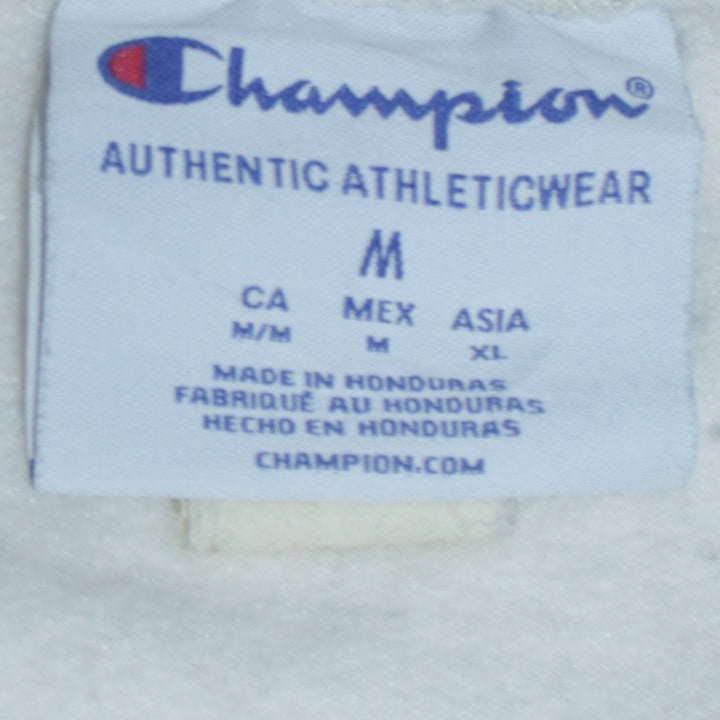 Champion®
AUTHENTIC ATHLETICWEAR
M
CA MEX ASIA
M/M M XL
MADE IN HONDURAS
FABRIQUÉ AU HONDURAS
HECHO EN HONDURAS
CHAMPION.COM